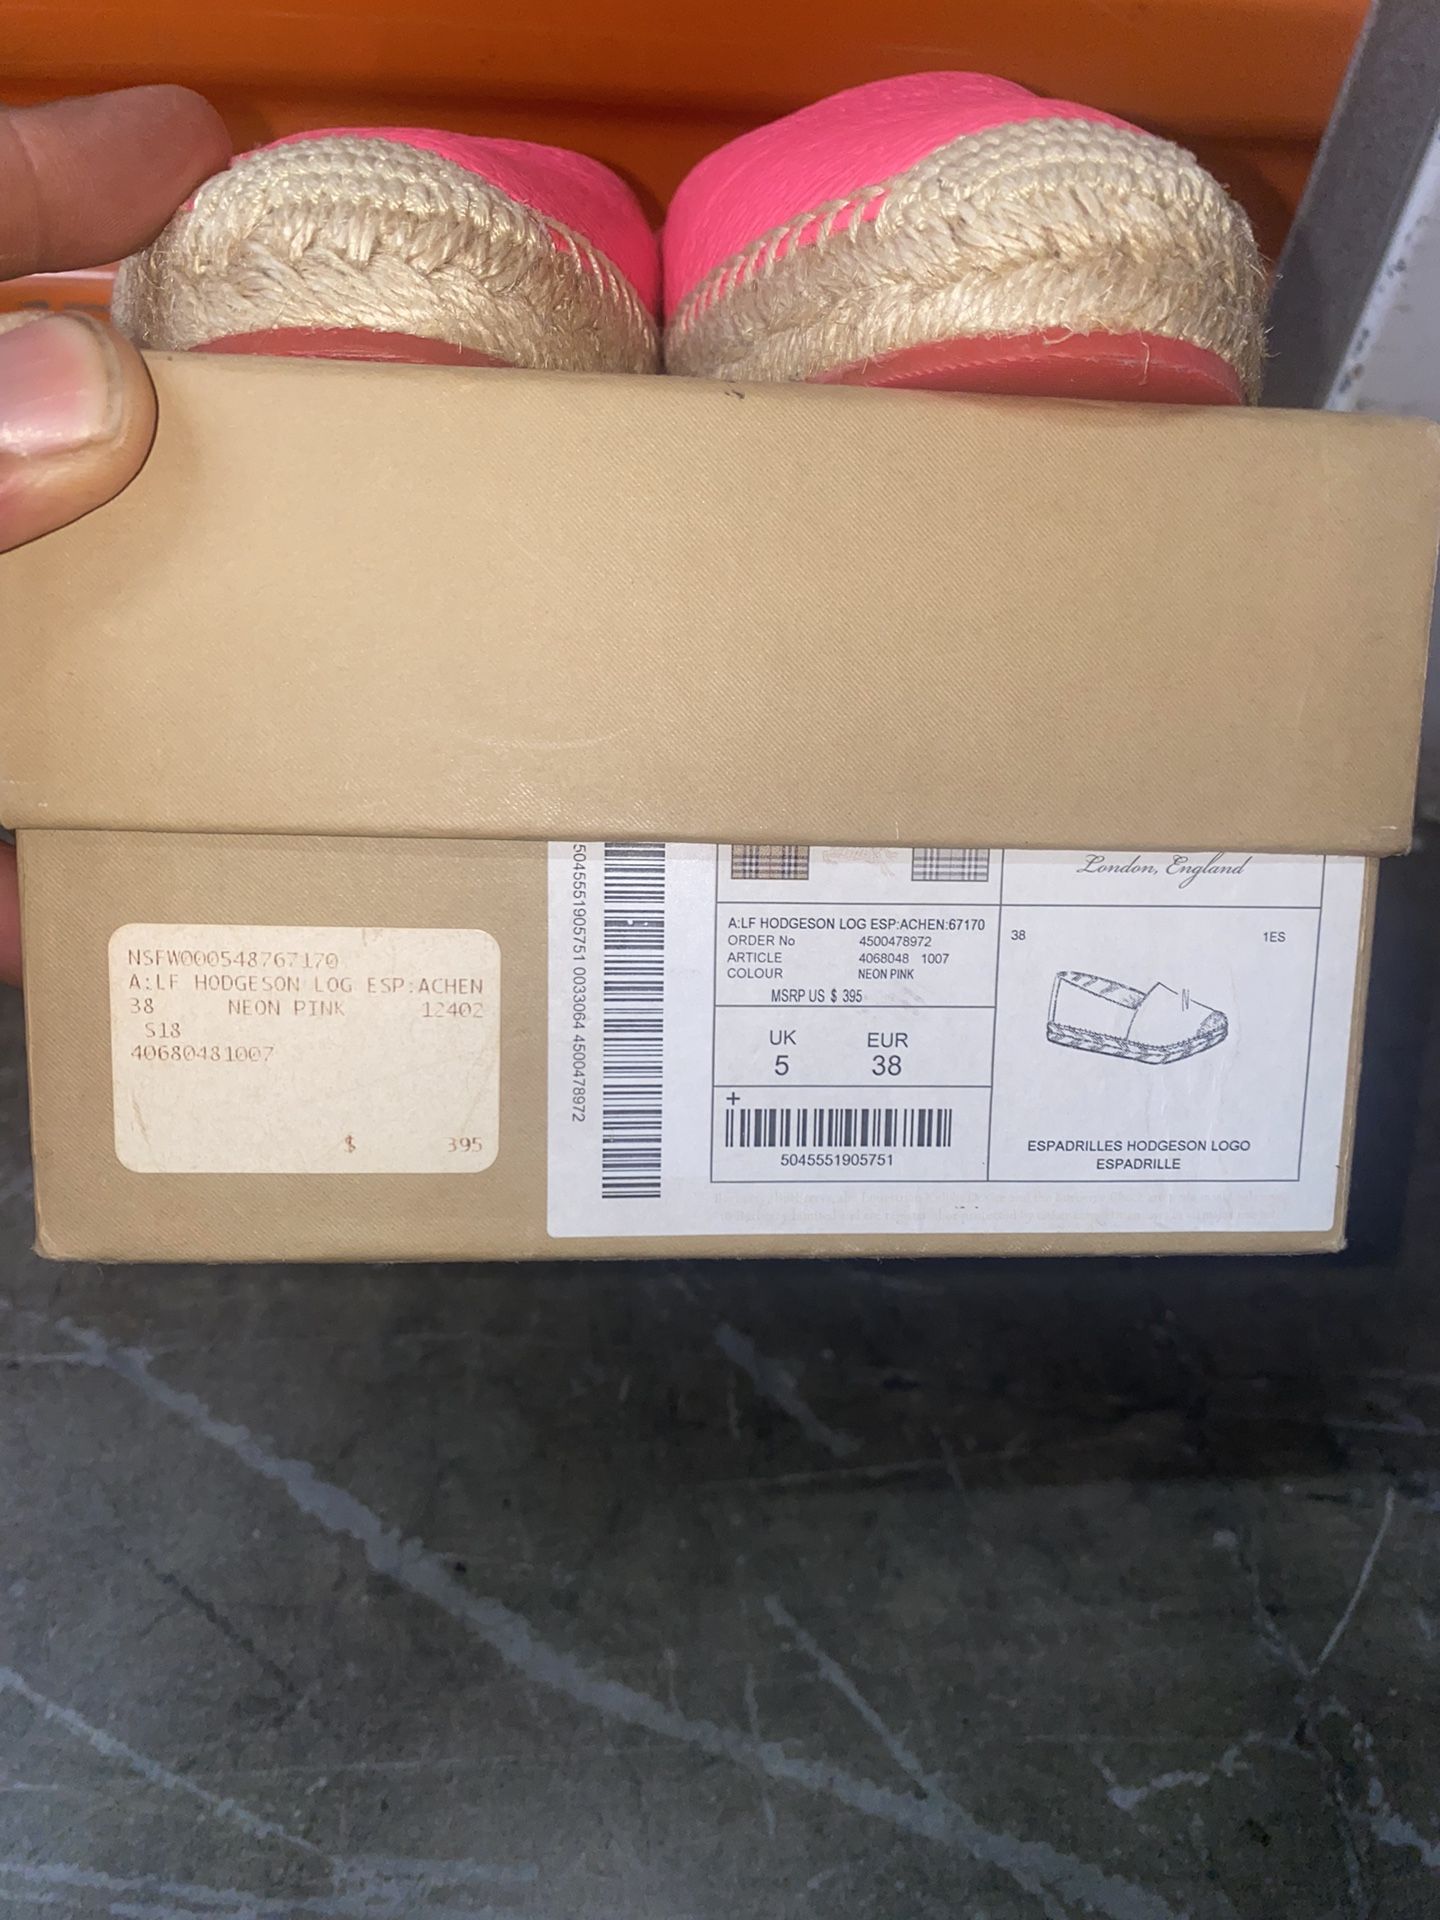 NSFW000548767170
A:LF HODGESON LOG ESP:ACHEN
38 NEON PINK 12402
S18
40680481007
$ 395
5045551905751 0033064 4500478972
London, England
A:LF HODGESON LOG ESP:ACHEN:67170
ORDER No 4500478972
ARTICLE 4068048 1007
COLOUR NEON PINK
MSRP US $ 395
UK EUR
5 38
+
5045551905751
38 1ES
ESPADRILLES HODGESON LOGO
ESPADRILLE